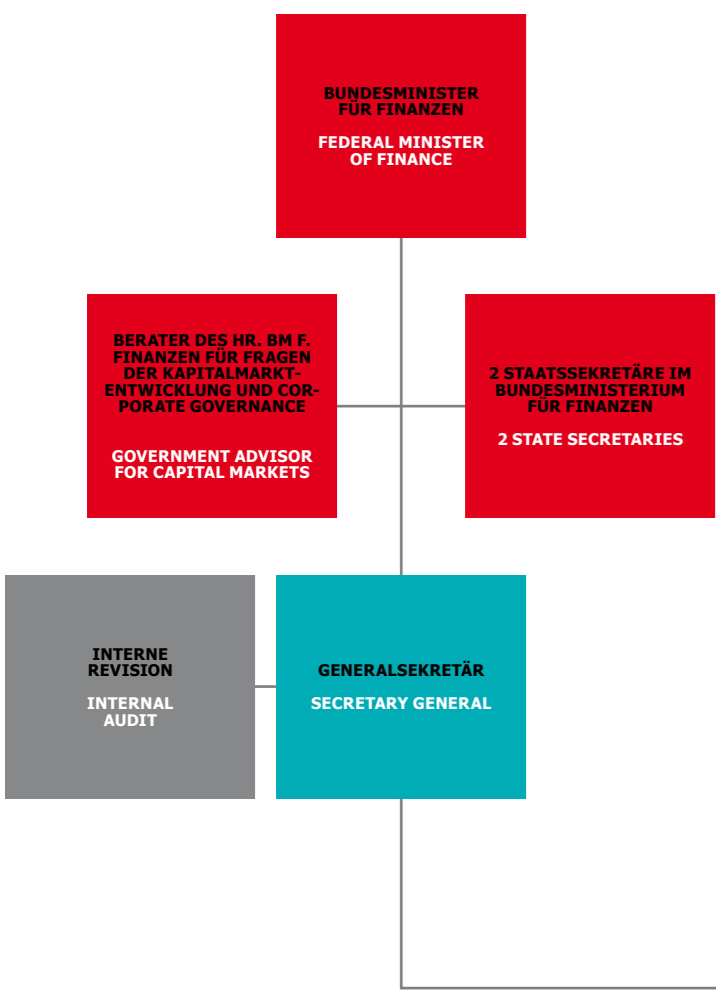 BUNDESMINISTER
FÜR FINANZEN
FEDERAL MINISTER
OF FINANCE
BERATER DES HR. BM F.
FINANZEN FÜR FRAGEN
DER KAPITALMARKT-
ENTWICKLUNG UND COR-
PORATE GOVERNANCE
GOVERNMENT ADVISOR
FOR CAPITAL MARKETS
2 STAATSSEKRETÄRE IM
BUNDESMINISTERIUM
FÜR FINANZEN
2 STATE SECRETARIES
INTERNE
REVISION
INTERNAL
AUDIT
GENERALSEKRETÄR
SECRETARY GENERAL